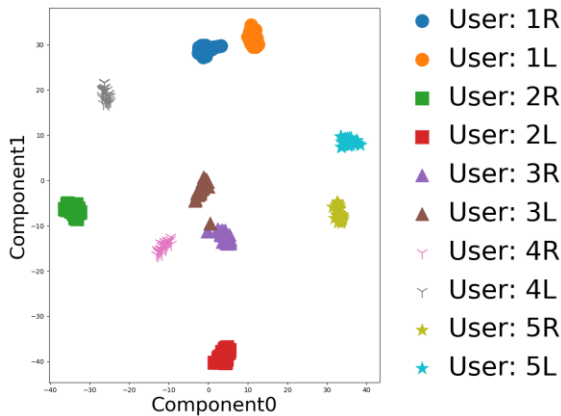 30
20
10
0
−10
−20
−30
−40
Component1
−40 −30 −20 −10 0 10 20 30 40
Component0
User: 1R
User: 1L
User: 2R
User: 2L
User: 3R
User: 3L
User: 4R
User: 4L
User: 5R
User: 5L